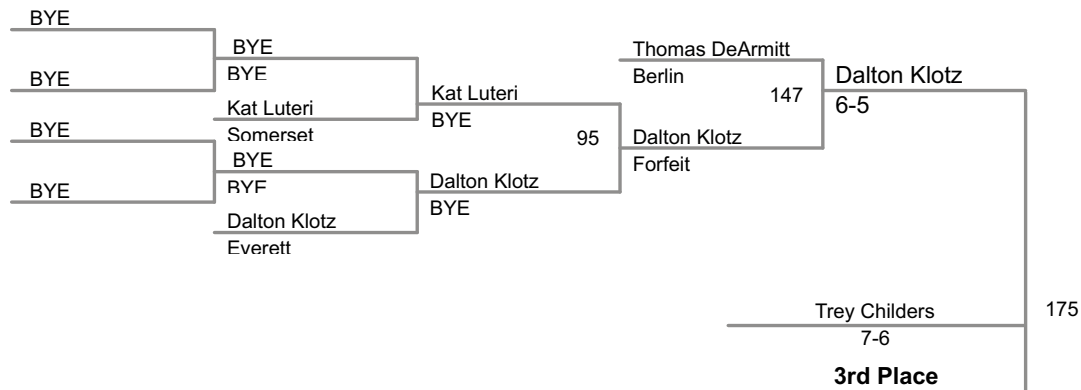 BYE
BYE
BYE
BYE
BYE
BYE
Kat Luteri
Somerset
BYE
BYE
Dalton Klotz
Everett
Kat Luteri
BYE
Dalton Klotz
BYE
95
Thomas DeArmitt
Berlin
Dalton Klotz
Forfeit
147
Dalton Klotz
6-5
Trey Childers
7-6
3rd Place
175